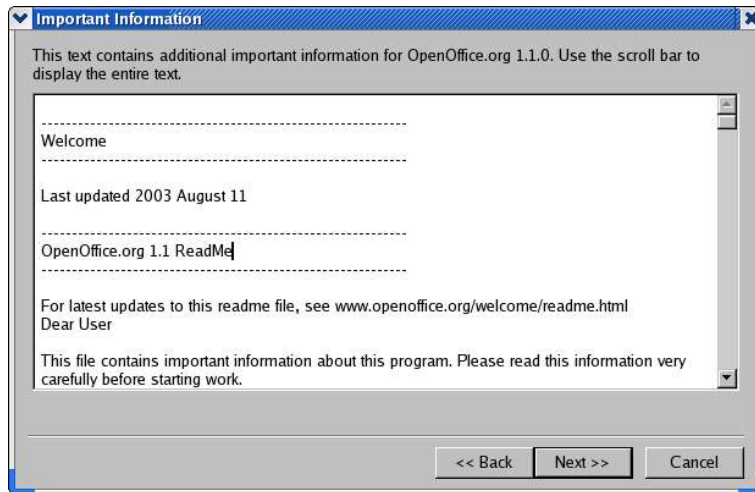 Important Information
This text contains additional important information for OpenOffice.org 1.1.0. Use the scroll bar to
display the entire text.
--------------------------------------------------------
Welcome
--------------------------------------------------------
Last updated 2003 August 11
--------------------------------------------------------
OpenOffice.org 1.1 ReadMe
--------------------------------------------------------
For latest updates to this readme file, see www.openoffice.org/welcome/readme.html
Dear User
This file contains important information about this program. Please read this information very
carefully before starting work.
<< Back Next >> Cancel